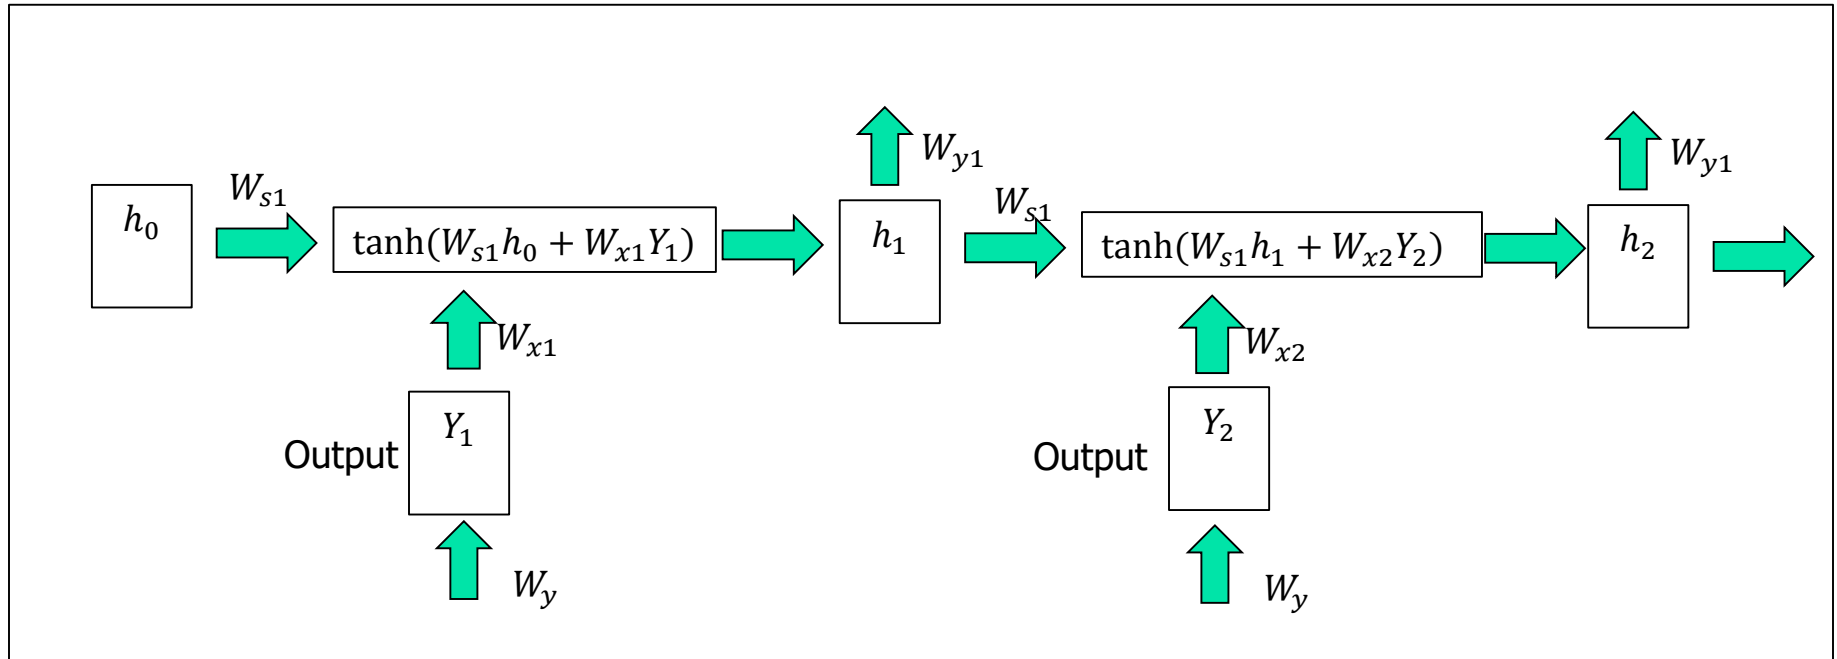 W_{y1}
W_{y1}
W_{s1}
W_{s1}
h_0
tanh(W_{s1}h_0 + W_{x1}Y_1)
h_1
tanh(W_{s1}h_1 + W_{x2}Y_2)
h_2
W_{x1}
W_{x2}
Output
Y_1
Output
Y_2
W_y
W_y